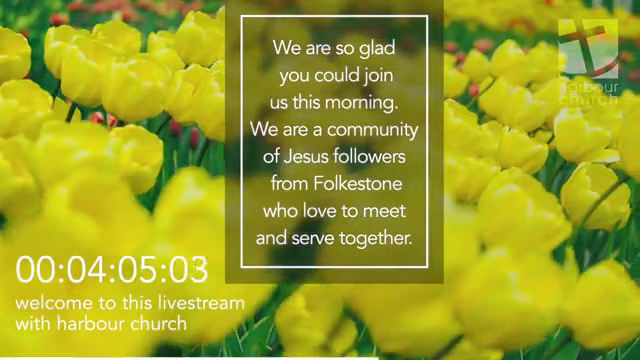 We are so glad
you could join
us this morning.
We are a community
of Jesus followers
from Folkestone
who love to meet
and serve together.
harbour
church
00:04:05:03
welcome to this livestream
with harbour church